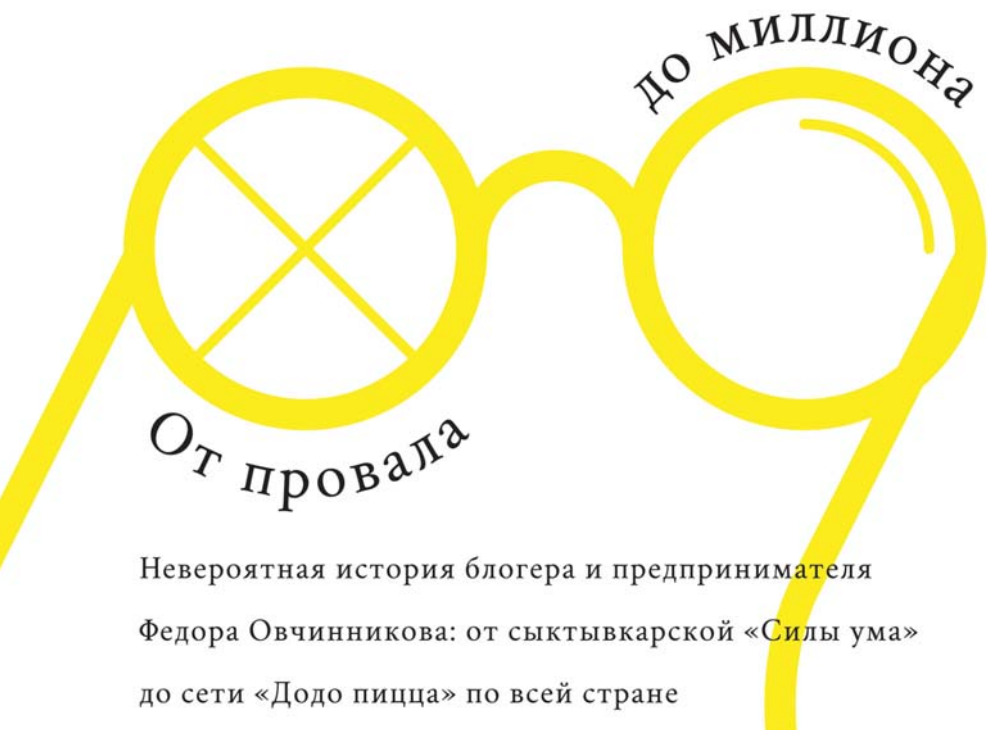 От провала
до миллиона
Невероятная история блогера и предпринимателя
Федора Овчинникова: от сыктывкарской «Силы ума»
до сети «Додо пицца» по всей стране